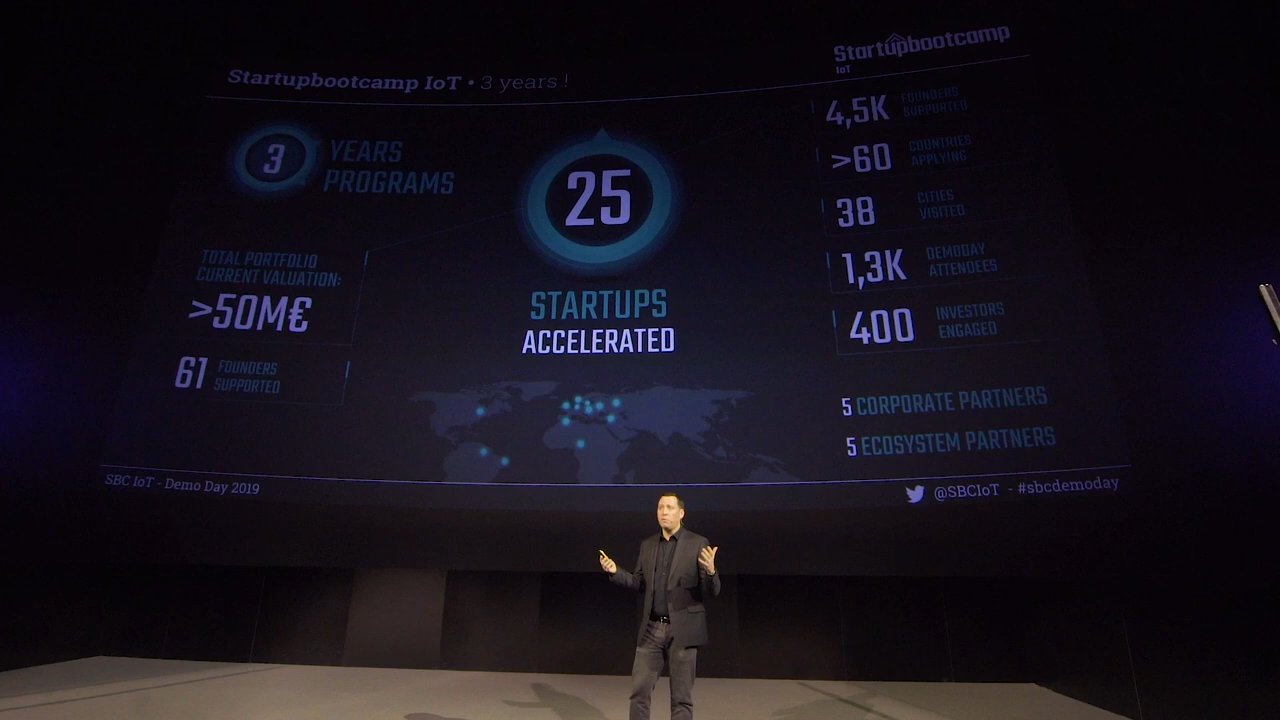 Startupbootcamp IoT • 3 years !
Startupbootcamp
IoT
3
YEARS
PROGRAMS
TOTAL PORTFOLIO
CURRENT VALUATION:
>50M€
61
FOUNDERS
SUPPORTED
25
STARTUPS
ACCELERATED
4,5K
FOUNDERS
SUPPORTED
>60
COUNTRIES
APPLYING
38
CITIES
VISITED
1,3K
DEMODAY
ATTENDEES
400
INVESTORS
ENGAGED
5 CORPORATE PARTNERS
5 ECOSYSTEM PARTNERS
SBC IoT - Demo Day 2019
@SBCIoT - #sbcdemoday